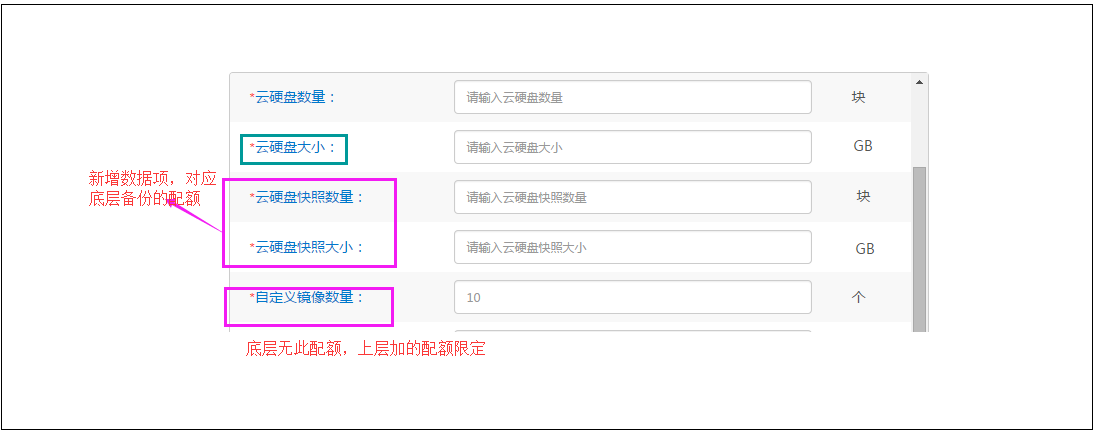 *云硬盘数量： 请输入云硬盘数量 块
*云硬盘大小： 请输入云硬盘大小 GB
新增数据项，对应
底层备份的配额
*云硬盘快照数量： 请输入云硬盘快照数量 块
*云硬盘快照大小： 请输入云硬盘快照大小 GB
*自定义镜像数量： 10 个
底层无此配额，上层加的配额限定